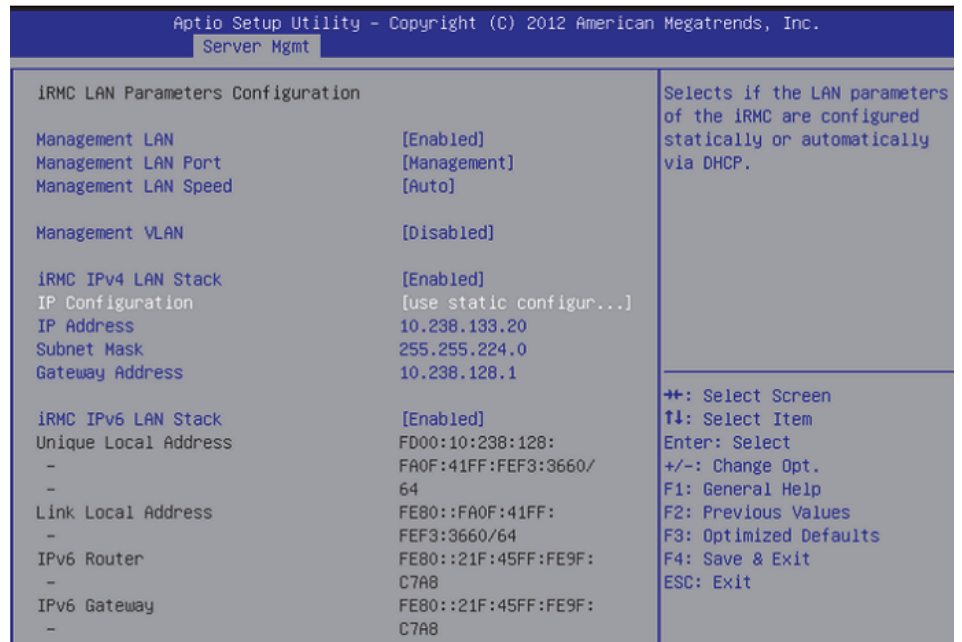 Aptio Setup Utility - Copyright (C) 2012 American Megatrends, Inc.
Server Mgmt
iRMC LAN Parameters Configuration
Management LAN [Enabled]
Management LAN Port [Management]
Management LAN Speed [Auto]
Management VLAN [Disabled]
iRMC IPv4 LAN Stack [Enabled]
IP Configuration [use static configur...]
IP Address 10.238.133.20
Subnet Mask 255.255.224.0
Gateway Address 10.238.128.1
iRMC IPv6 LAN Stack [Enabled]
Unique Local Address FD00:10:238:128:
- FA0F:41FF:FEF3:3660/
- 64
Link Local Address FE80::FA0F:41FF:
- FEF3:3660/64
IPv6 Router FE80::21F:45FF:FE9F:
- C7A8
IPv6 Gateway FE80::21F:45FF:FE9F:
- C7A8
Selects if the LAN parameters
of the iRMC are configured
statically or automatically
via DHCP.
→←: Select Screen
↑↓: Select Item
Enter: Select
+/-: Change Opt.
F1: General Help
F2: Previous Values
F3: Optimized Defaults
F4: Save & Exit
ESC: Exit